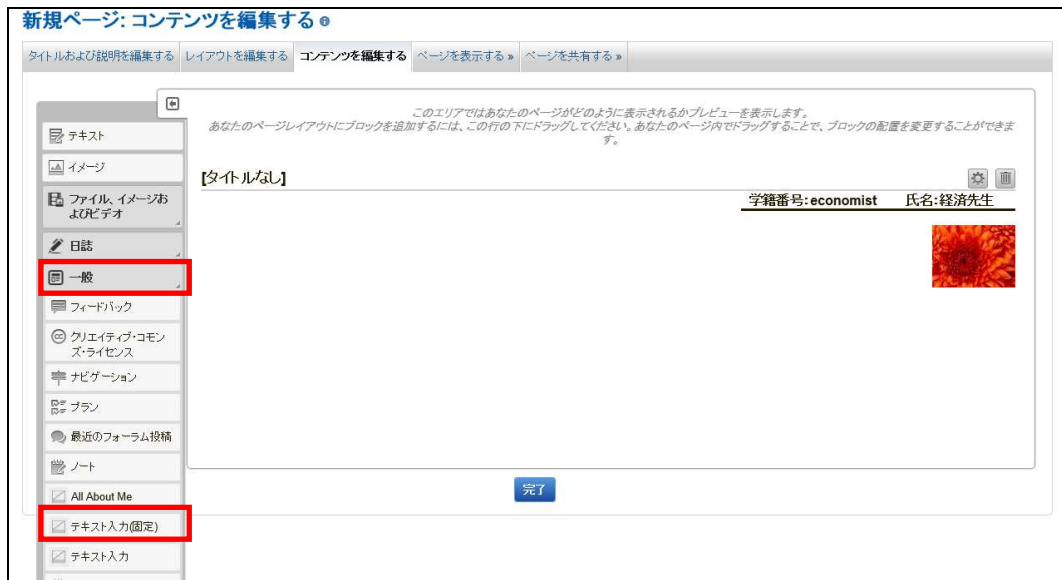 新規ページ: コンテンツを編集する
タイトルおよび説明を編集する レイアウトを編集する コンテンツを編集する ページを表示する » ページを共有する »
このエリアではあなたのページがどのように表示されるかプレビューを表示します。
あなたのページレイアウトにブロックを追加するには、この行の下にドラッグしてください。あなたのページ内でドラッグすることで、ブロックの配置を変更することができま
す。
テキスト
イメージ
ファイル、イメージお
よびビデオ
日誌
一般
フィードバック
クリエイティブ・コモン
ズ・ライセンス
ナビゲーション
プラン
最近のフォーラム投稿
ノート
All About Me
テキスト入力(固定)
テキスト入力
[タイトルなし]
学籍番号:economist 氏名:経済先生
完了